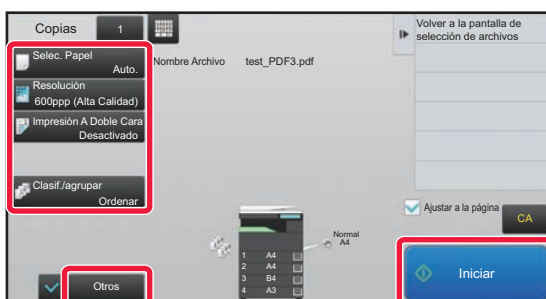 Copias 1
Volver a la pantalla de
selección de archivos
Selec. Papel
Auto.
Nombre Archivo test_PDF3.pdf
Resolución
600ppp (Alta Calidad)
Impresión A Doble Cara
Desactivado
Clasif./agrupar
Ordenar
Ajustar a la página
CA
Normal
A4
1 A4
2 A4
3 B4
4 A3
Otros
Iniciar